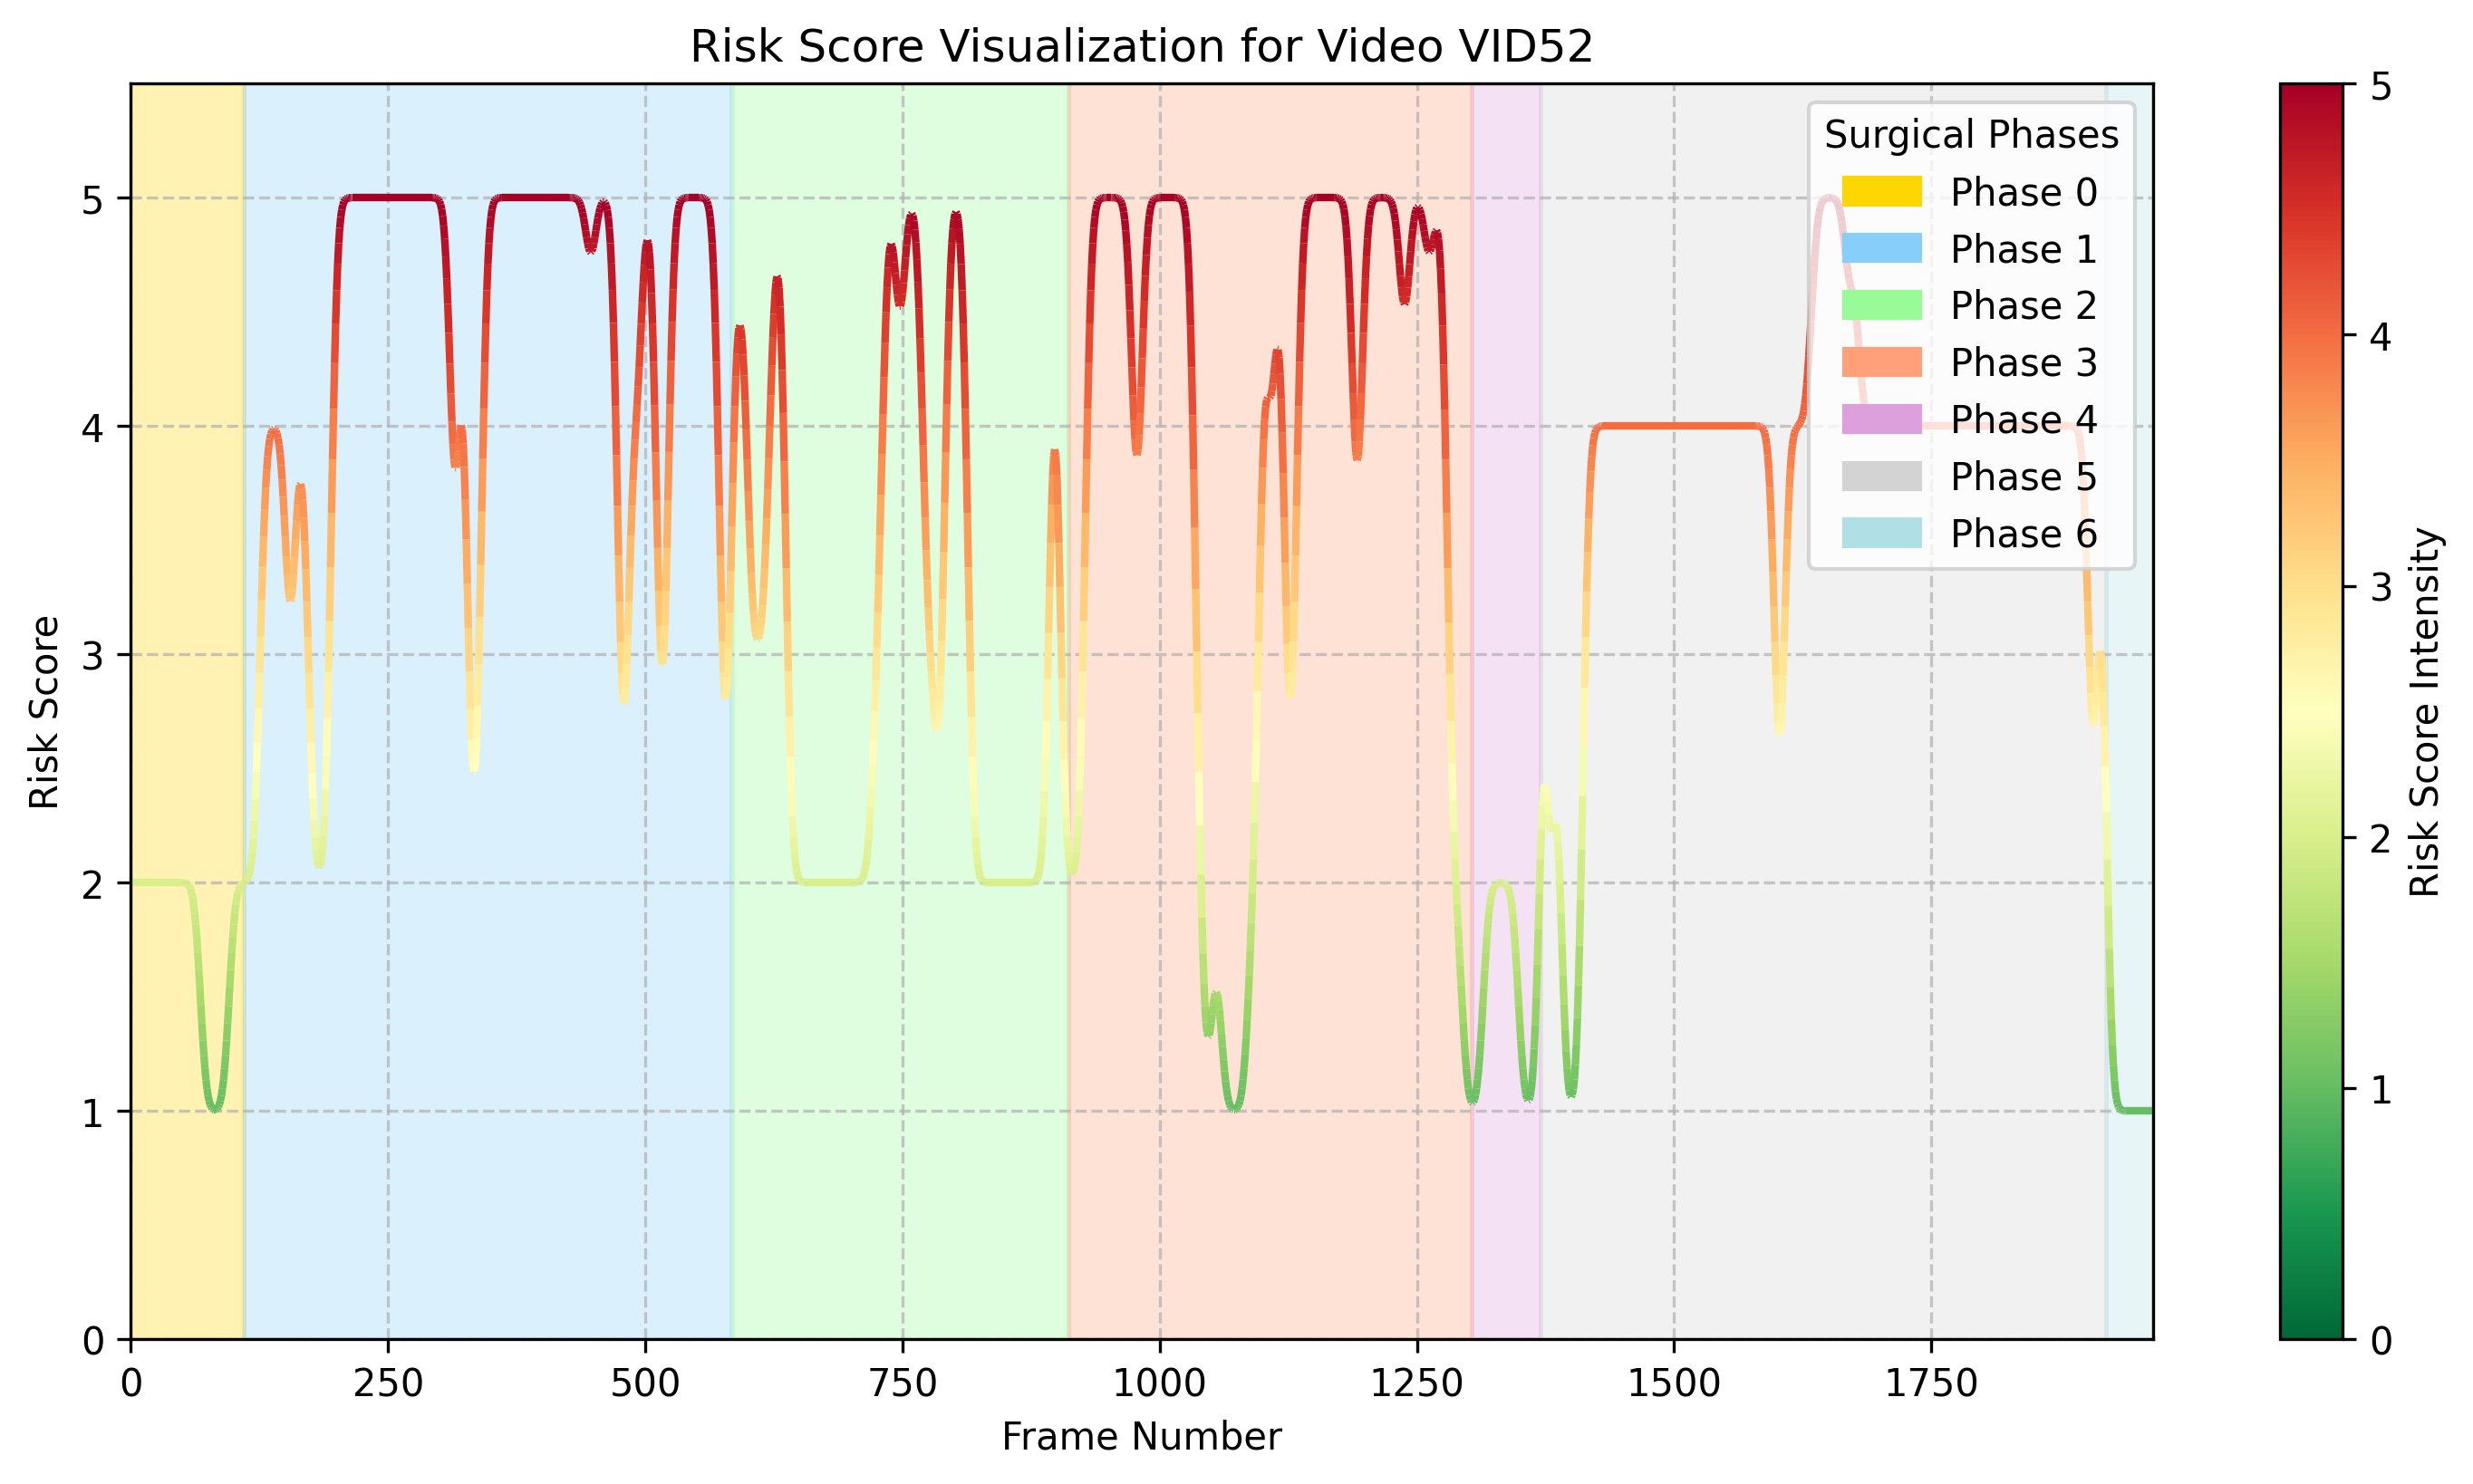 Risk Score Visualization for Video VID52
Risk Score
5
4
3
2
1
0
0 250 500 750 1000 1250 1500 1750
Frame Number
Surgical Phases
Phase 0
Phase 1
Phase 2
Phase 3
Phase 4
Phase 5
Phase 6
5
4
3
2
1
0
Risk Score Intensity